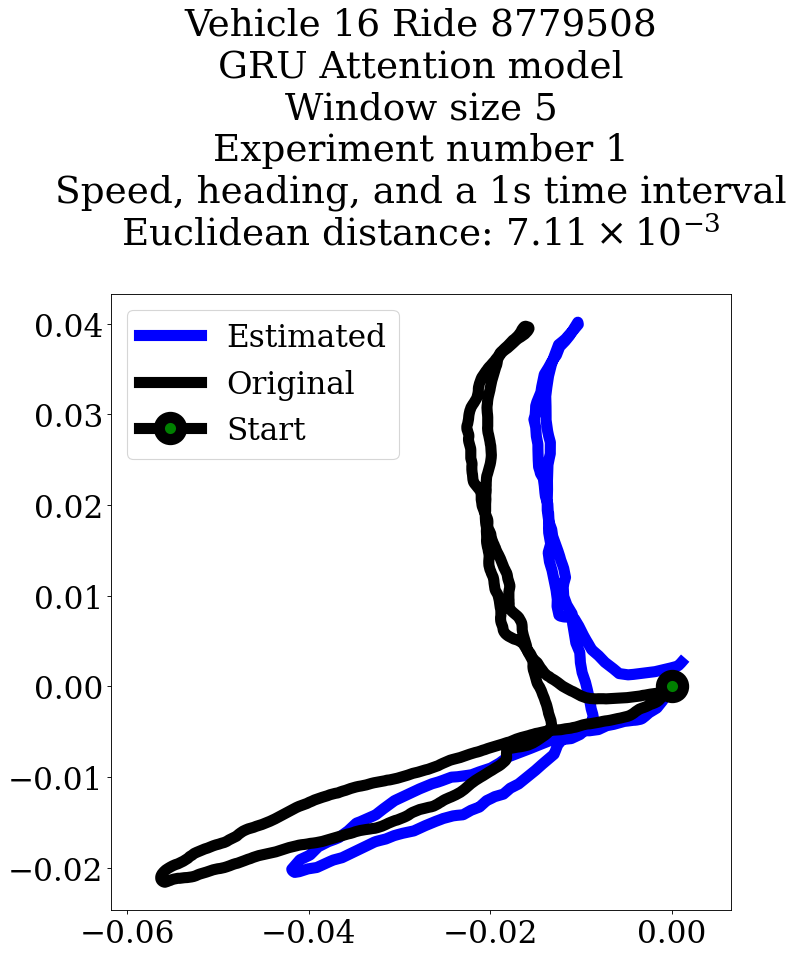 Vehicle 16 Ride 8779508
GRU Attention model
Window size 5
Experiment number 1
Speed, heading, and a 1s time interval
Euclidean distance: 7.11 × 10⁻³
Estimated
Original
Start
0.04
0.03
0.02
0.01
0.00
−0.01
−0.02
−0.06 −0.04 −0.02 0.00